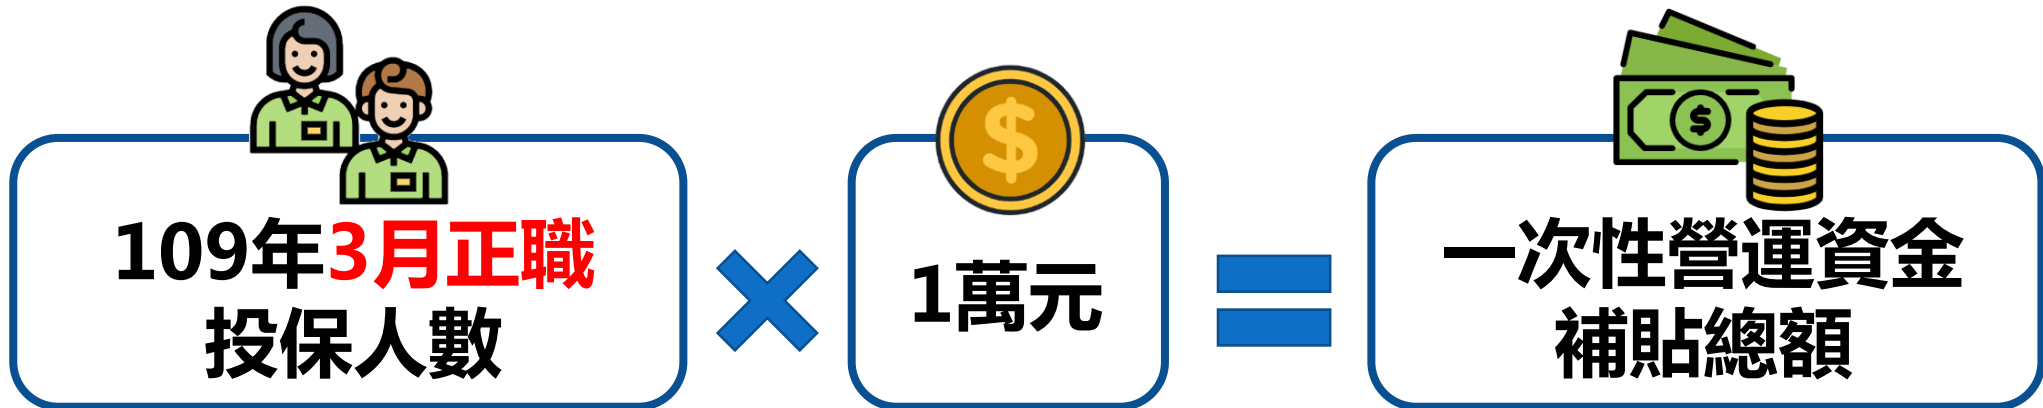 109年3月正職
投保人數
1萬元
一次性營運資金
補貼總額